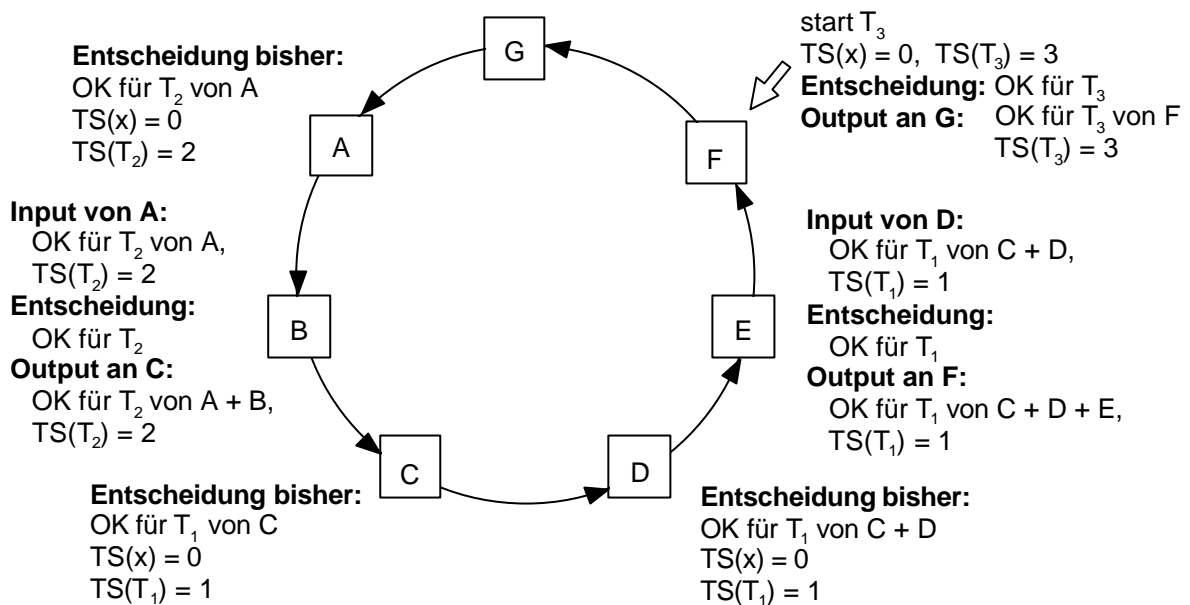 Entscheidung bisher:
OK für T₂ von A
TS(x) = 0
TS(T₂) = 2
G
start T₃
TS(x) = 0, TS(T₃) = 3
Entscheidung: OK für T₃
Output an G: OK für T₃ von F
TS(T₃) = 3
A
F
Input von A:
OK für T₂ von A,
TS(T₂) = 2
Entscheidung:
OK für T₂
Output an C:
OK für T₂ von A + B,
TS(T₂) = 2
B
E
Input von D:
OK für T₁ von C + D,
TS(T₁) = 1
Entscheidung:
OK für T₁
Output an F:
OK für T₁ von C + D + E,
TS(T₁) = 1
C
D
Entscheidung bisher:
OK für T₁ von C
TS(x) = 0
TS(T₁) = 1
Entscheidung bisher:
OK für T₁ von C + D
TS(x) = 0
TS(T₁) = 1